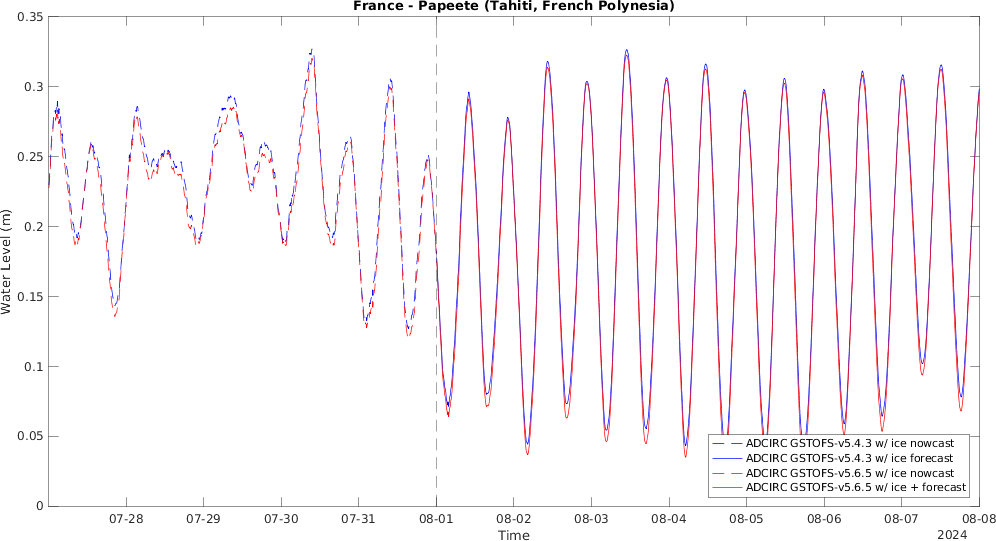 France - Papeete (Tahiti, French Polynesia)
0.35
0.3
0.25
0.2
0.15
0.1
0.05
0
Water Level (m)
ADCIRC GSTOFS-v5.4.3 w/ ice nowcast
ADCIRC GSTOFS-v5.4.3 w/ ice forecast
ADCIRC GSTOFS-v5.6.5 w/ ice nowcast
ADCIRC GSTOFS-v5.6.5 w/ ice + forecast
07-28 07-29 07-30 07-31 08-01 08-02 08-03 08-04 08-05 08-06 08-07 08-08
Time
2024